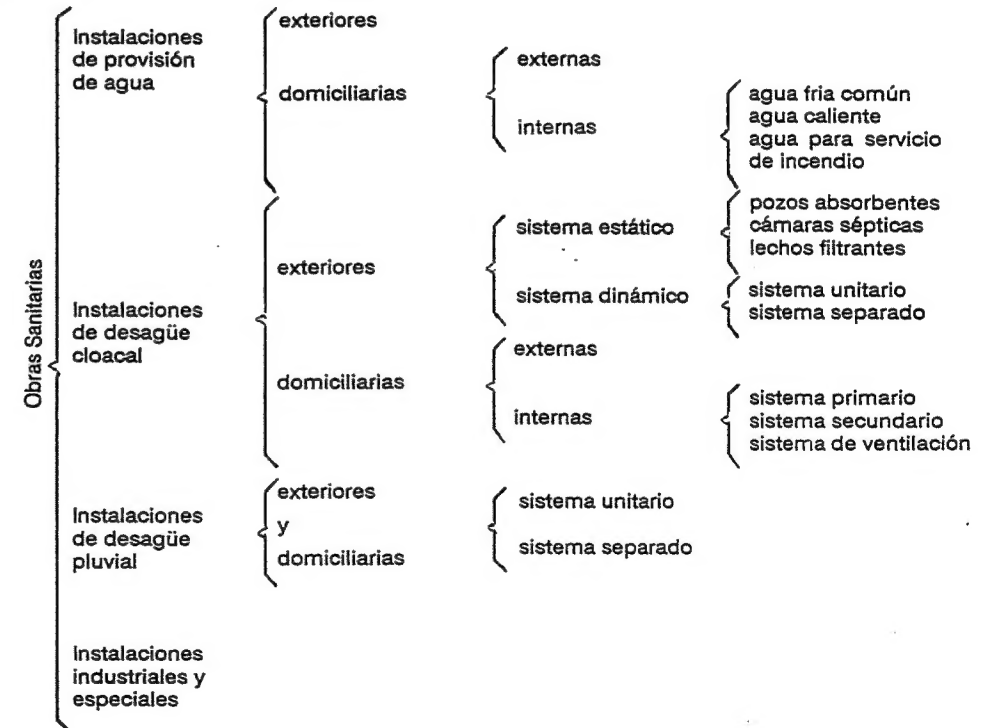 Obras Sanitarias
Instalaciones
de provisión
de agua
exteriores
domiciliarias
externas
internas
agua fria común
agua caliente
agua para servicio
de incendio
Instalaciones
de desagüe
cloacal
exteriores
sistema estático
pozos absorbentes
cámaras sépticas
lechos filtrantes
sistema dinámico
sistema unitario
sistema separado
domiciliarias
externas
internas
sistema primario
sistema secundario
sistema de ventilación
Instalaciones
de desagüe
pluvial
exteriores
y
domiciliarias
sistema unitario
sistema separado
Instalaciones
industriales y
especiales